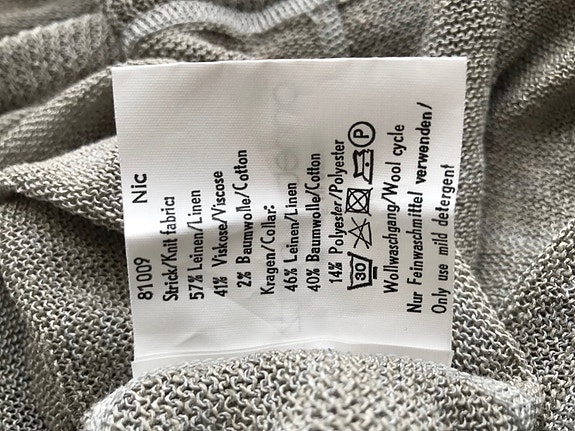 81009 Nic
Strick/Knit fabric:
57% Leinen/Linen
41% Viskose/Viscose
2% Baumwolle/Cotton
Kragen/Collar:
46% Leinen/Linen
40% Baumwolle/Cotton
14% Polyester/Polyester
30 P
Wollwaschgang/Wool cycle
Nur Feinwaschmittel verwenden/
Only use mild detergent